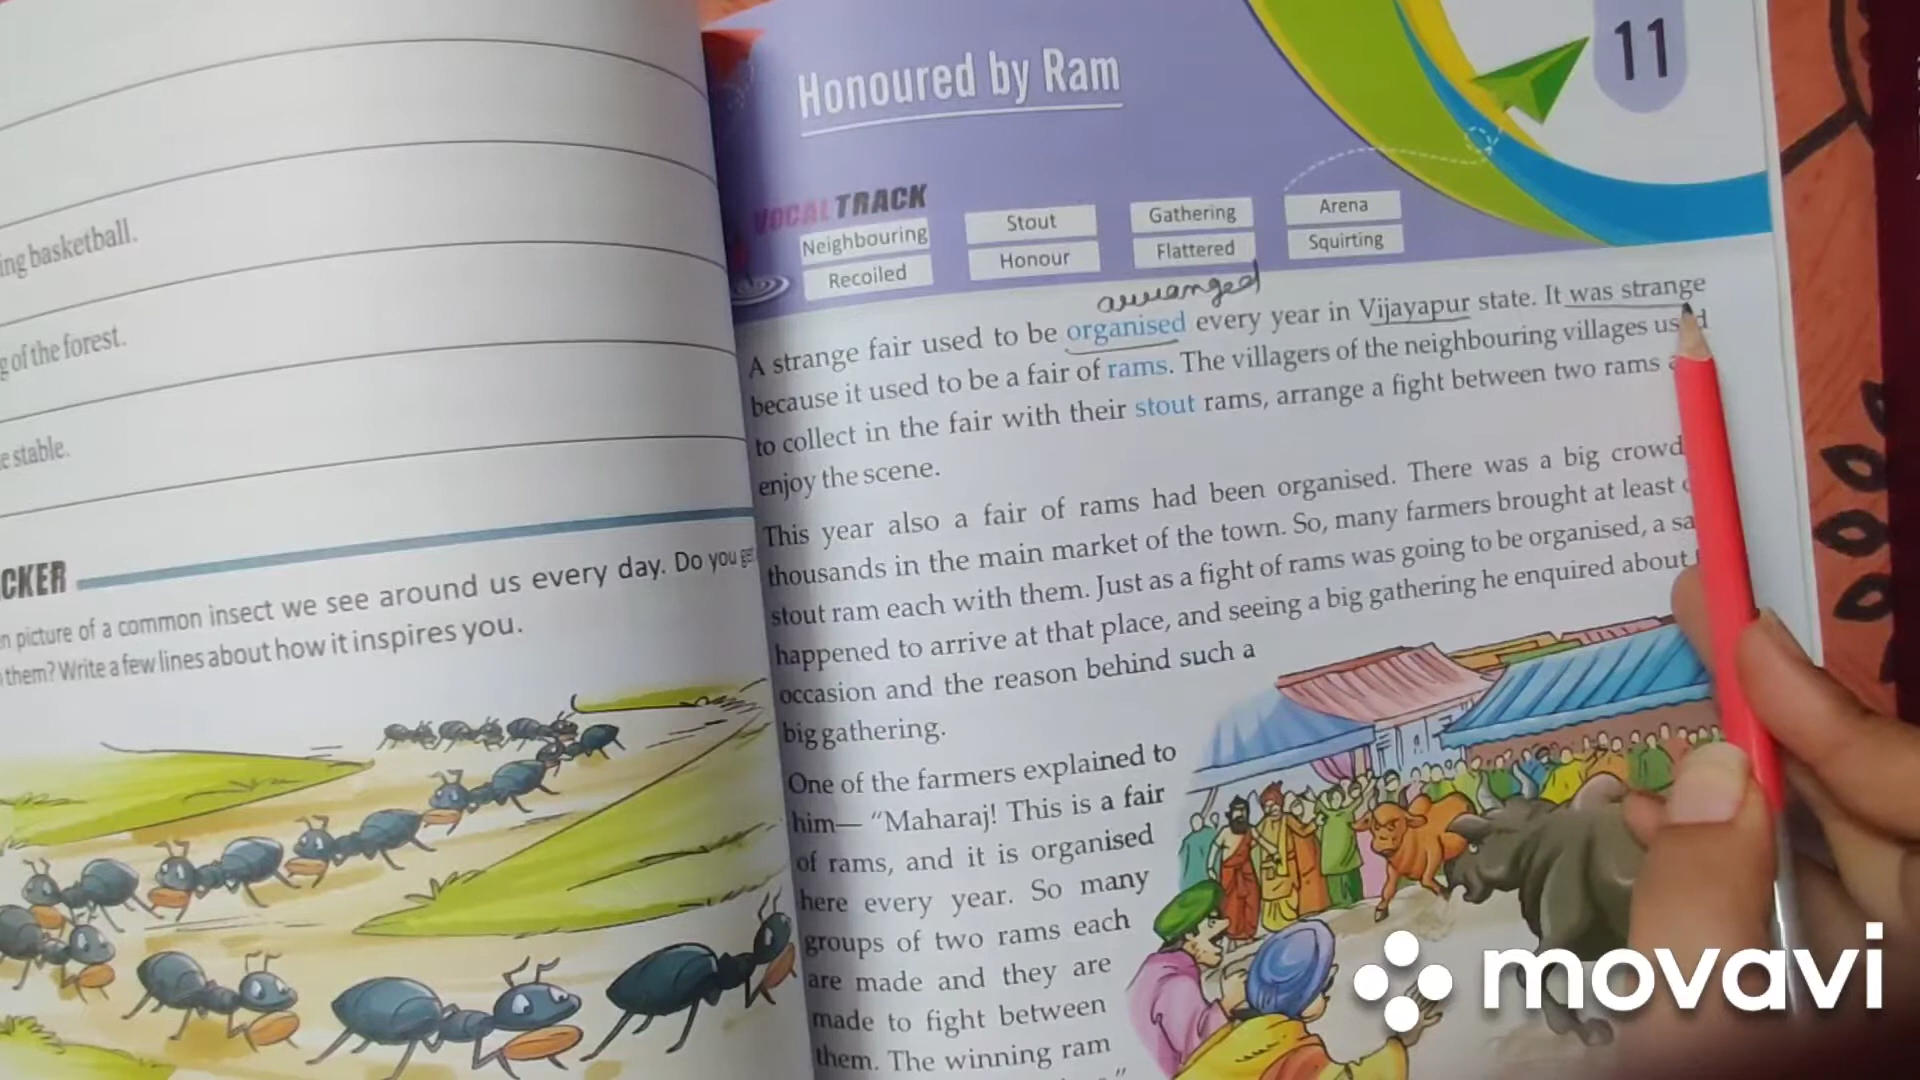 ing basketball.
g of the forest.
e stable.
CKER
n picture of a common insect we see around us every day. Do you get
them? Write a few lines about how it inspires you.
Honoured by Ram
11
VOCAL TRACK
Neighbouring
Stout
Gathering
Arena
Recoiled
Honour
Flattered
Squirting
arranged
A strange fair used to be organised every year in Vijayapur state. It was strange
because it used to be a fair of rams. The villagers of the neighbouring villages used
to collect in the fair with their stout rams, arrange a fight between two rams
enjoy the scene.
This year also a fair of rams had been organised. There was a big crowd
thousands in the main market of the town. So, many farmers brought at least
stout ram each with them. Just as a fight of rams was going to be organised, a sa
happened to arrive at that place, and seeing a big gathering he enquired about
occasion and the reason behind such a
big gathering.
One of the farmers explained to
him— "Maharaj! This is a fair
of rams, and it is organised
here every year. So many
groups of two rams each
are made and they are
made to fight between
them. The winning ram
movavi